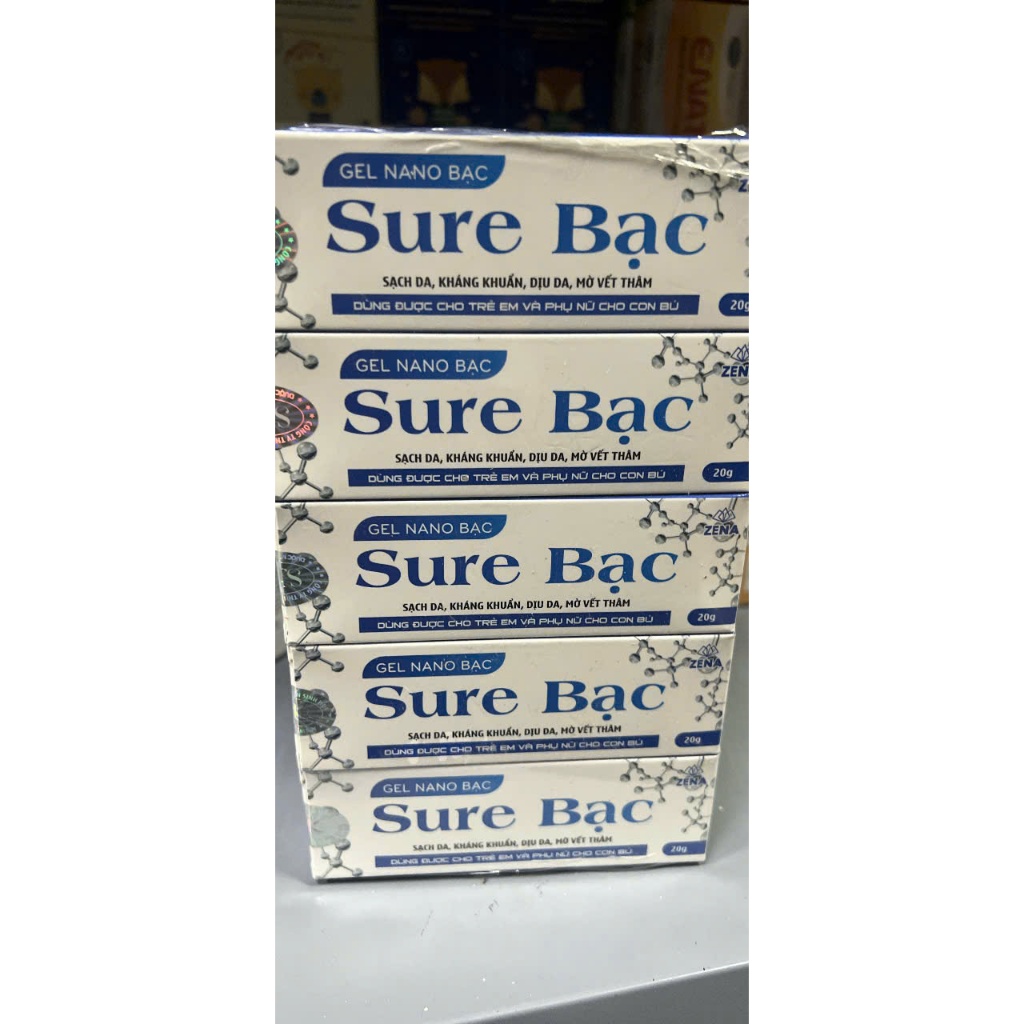 GEL NANO BẠC
Sure Bạc
SẠCH DA, KHÁNG KHUẨN, DỊU DA, MỜ VẾT THÂM
DÙNG ĐƯỢC CHO TRẺ EM VÀ PHỤ NỮ CHO CON BÚ
20g
GEL NANO BẠC
ZENA
Sure Bạc
CÔNG TY
SẠCH DA, KHÁNG KHUẨN, DỊU DA, MỜ VẾT THÂM
DÙNG ĐƯỢC CHO TRẺ EM VÀ PHỤ NỮ CHO CON BÚ
20g
GEL NANO BẠC
ZENA
Sure Bạc
SẠCH DA, KHÁNG KHUẨN, DỊU DA, MỜ VẾT THÂM
DÙNG ĐƯỢC CHO TRẺ EM VÀ PHỤ NỮ CHO CON BÚ
20g
GEL NANO BẠC
ZENA
Sure Bạc
SẠCH DA, KHÁNG KHUẨN, DỊU DA, MỜ VẾT THÂM
DÙNG ĐƯỢC CHO TRẺ EM VÀ PHỤ NỮ CHO CON BÚ
20g
GEL NANO BẠC
ZENA
Sure Bạc
SẠCH DA, KHÁNG KHUẨN, DỊU DA, MỜ VẾT THÂM
DÙNG ĐƯỢC CHO TRẺ EM VÀ PHỤ NỮ CHO CON BÚ
20g